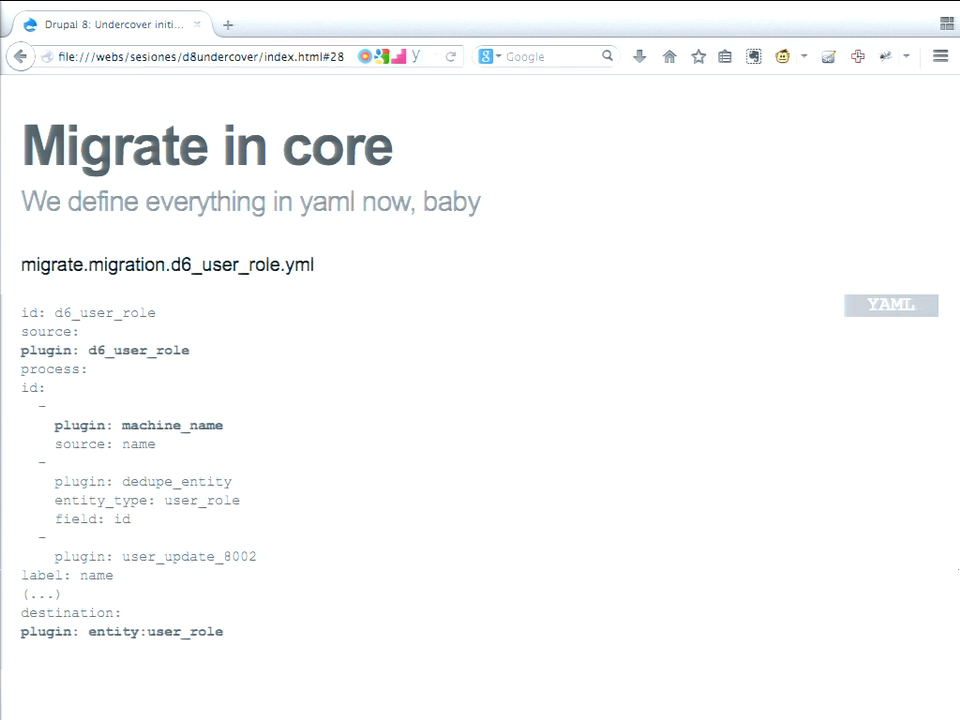 Drupal 8: Undercover initi...
file:///webs/sesiones/d8undercover/index.html#28
Google
Migrate in core
We define everything in yaml now, baby
migrate.migration.d6_user_role.yml
YAML
id: d6_user_role
source:
plugin: d6_user_role
process:
id:
-
plugin: machine_name
source: name
-
plugin: dedupe_entity
entity_type: user_role
field: id
-
plugin: user_update_8002
label: name
(...)
destination:
plugin: entity:user_role